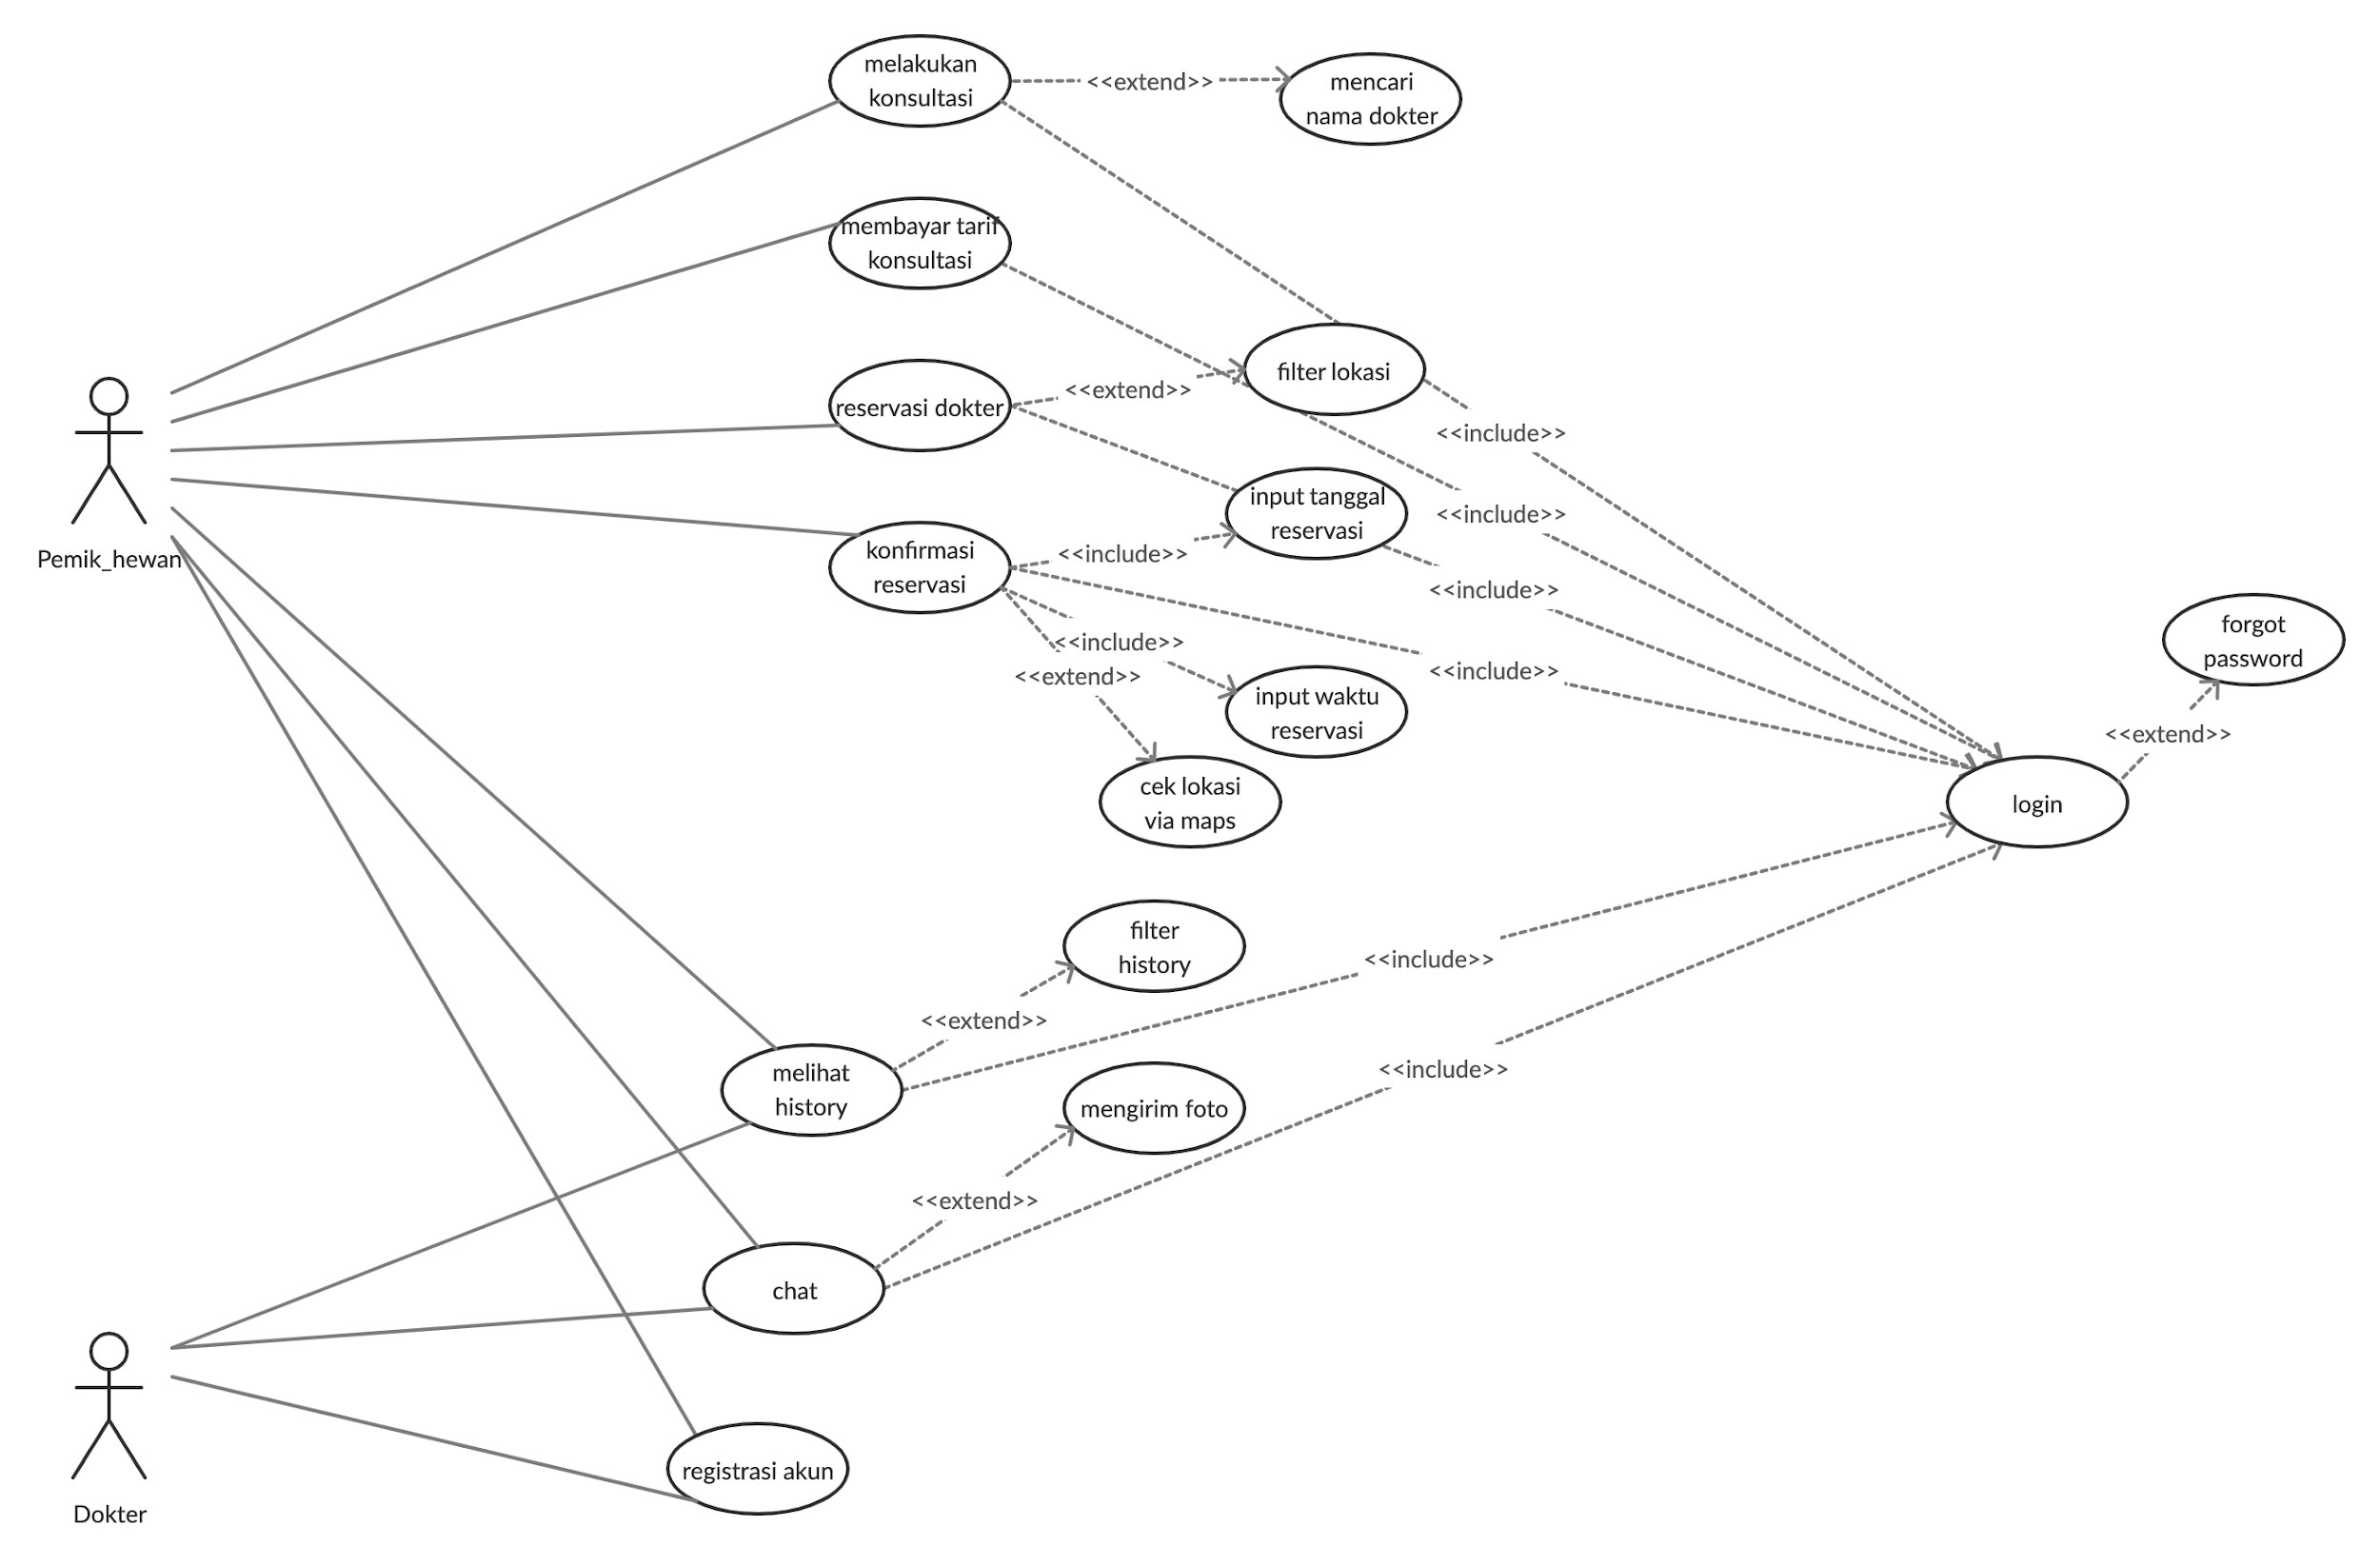 melakukan
konsultasi
<<extend>>
mencari
nama dokter
membayar tarif
konsultasi
filter lokasi
<<extend>>
reservasi dokter
<<include>>
input tanggal
reservasi
<<include>>
Pemik_hewan
konfirmasi
reservasi
<<include>>
<<include>>
<<include>>
<<extend>>
<<include>>
input waktu
reservasi
cek lokasi
via maps
forgot
password
<<extend>>
login
filter
history
<<include>>
<<extend>>
melihat
history
<<include>>
mengirim foto
<<extend>>
chat
registrasi akun
Dokter